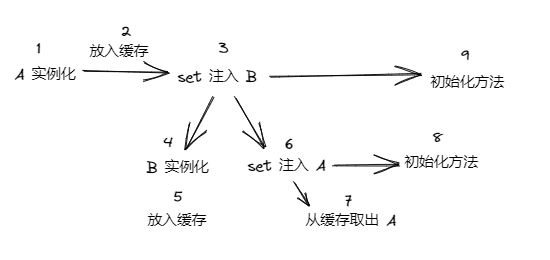 1
A 实例化
2
放入缓存
3
set 注入 B
9
初始化方法
4
B 实例化
5
放入缓存
6
set 注入 A
7
从缓存取出 A
8
初始化方法